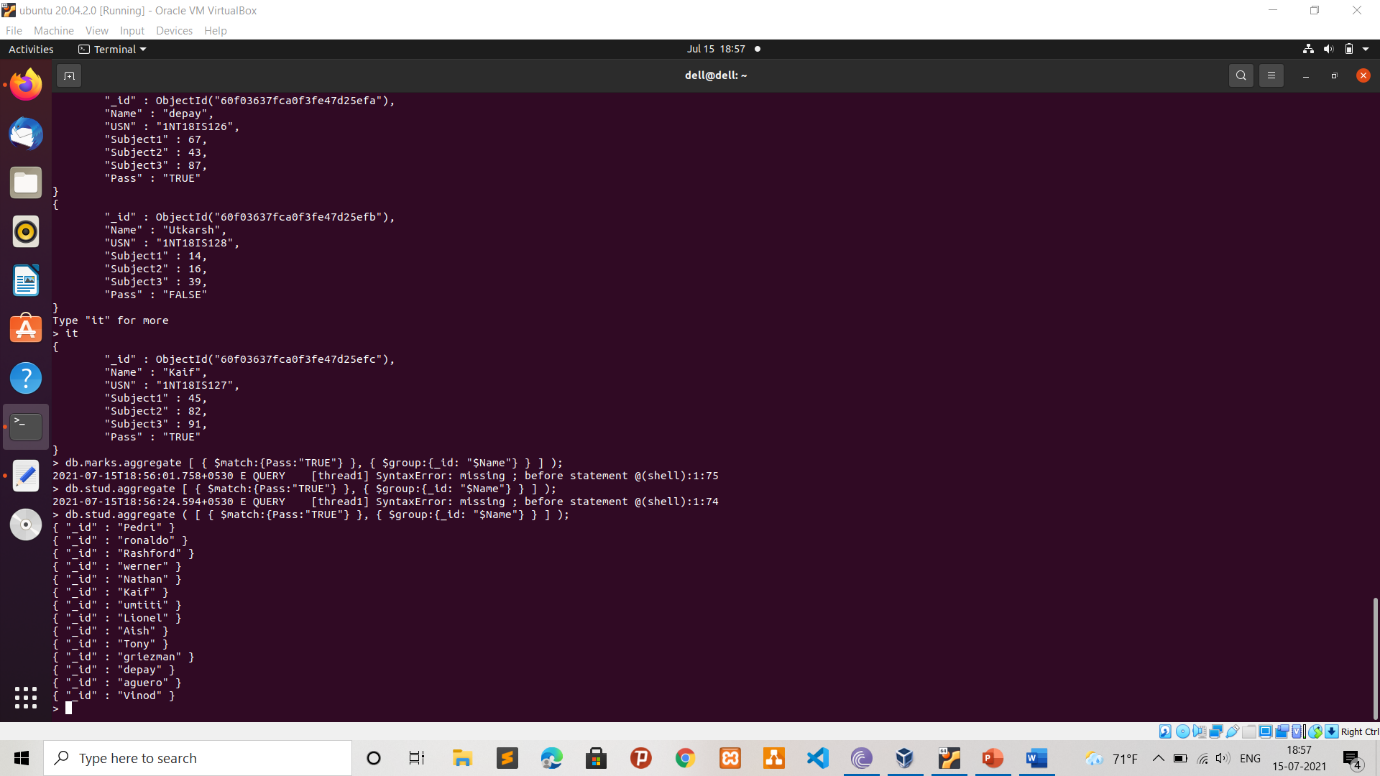 ubuntu 20.04.2.0 [Running] - Oracle VM VirtualBox
File Machine View Input Devices Help
Activities Terminal Jul 15 18:57
dell@dell: ~
"_id" : ObjectId("60f03637fca0f3fe47d25efa"),
"Name" : "depay",
"USN" : "1NT18IS126",
"Subject1" : 67,
"Subject2" : 43,
"Subject3" : 87,
"Pass" : "TRUE"
}
{
"_id" : ObjectId("60f03637fca0f3fe47d25efb"),
"Name" : "Utkarsh",
"USN" : "1NT18IS128",
"Subject1" : 14,
"Subject2" : 16,
"Subject3" : 39,
"Pass" : "FALSE"
}
Type "it" for more
> it
{
"_id" : ObjectId("60f03637fca0f3fe47d25efc"),
"Name" : "Kaif",
"USN" : "1NT18IS127",
"Subject1" : 45,
"Subject2" : 82,
"Subject3" : 91,
"Pass" : "TRUE"
}
> db.marks.aggregate [ { $match:{Pass:"TRUE"} }, { $group:{_id: "$Name"} } ] );
2021-07-15T18:56:01.758+0530 E QUERY    [thread1] SyntaxError: missing ; before statement @(shell):1:75
> db.stud.aggregate [ { $match:{Pass:"TRUE"} }, { $group:{_id: "$Name"} } ] );
2021-07-15T18:56:24.594+0530 E QUERY    [thread1] SyntaxError: missing ; before statement @(shell):1:74
> db.stud.aggregate ( [ { $match:{Pass:"TRUE"} }, { $group:{_id: "$Name"} } ] );
{ "_id" : "Pedri" }
{ "_id" : "ronaldo" }
{ "_id" : "Rashford" }
{ "_id" : "werner" }
{ "_id" : "Nathan" }
{ "_id" : "Kaif" }
{ "_id" : "umtiti" }
{ "_id" : "Lionel" }
{ "_id" : "Aish" }
{ "_id" : "Tony" }
{ "_id" : "griezman" }
{ "_id" : "depay" }
{ "_id" : "aguero" }
{ "_id" : "Vinod" }
>
Right Ctrl
Type here to search
71°F ENG
18:57
15-07-2021
4